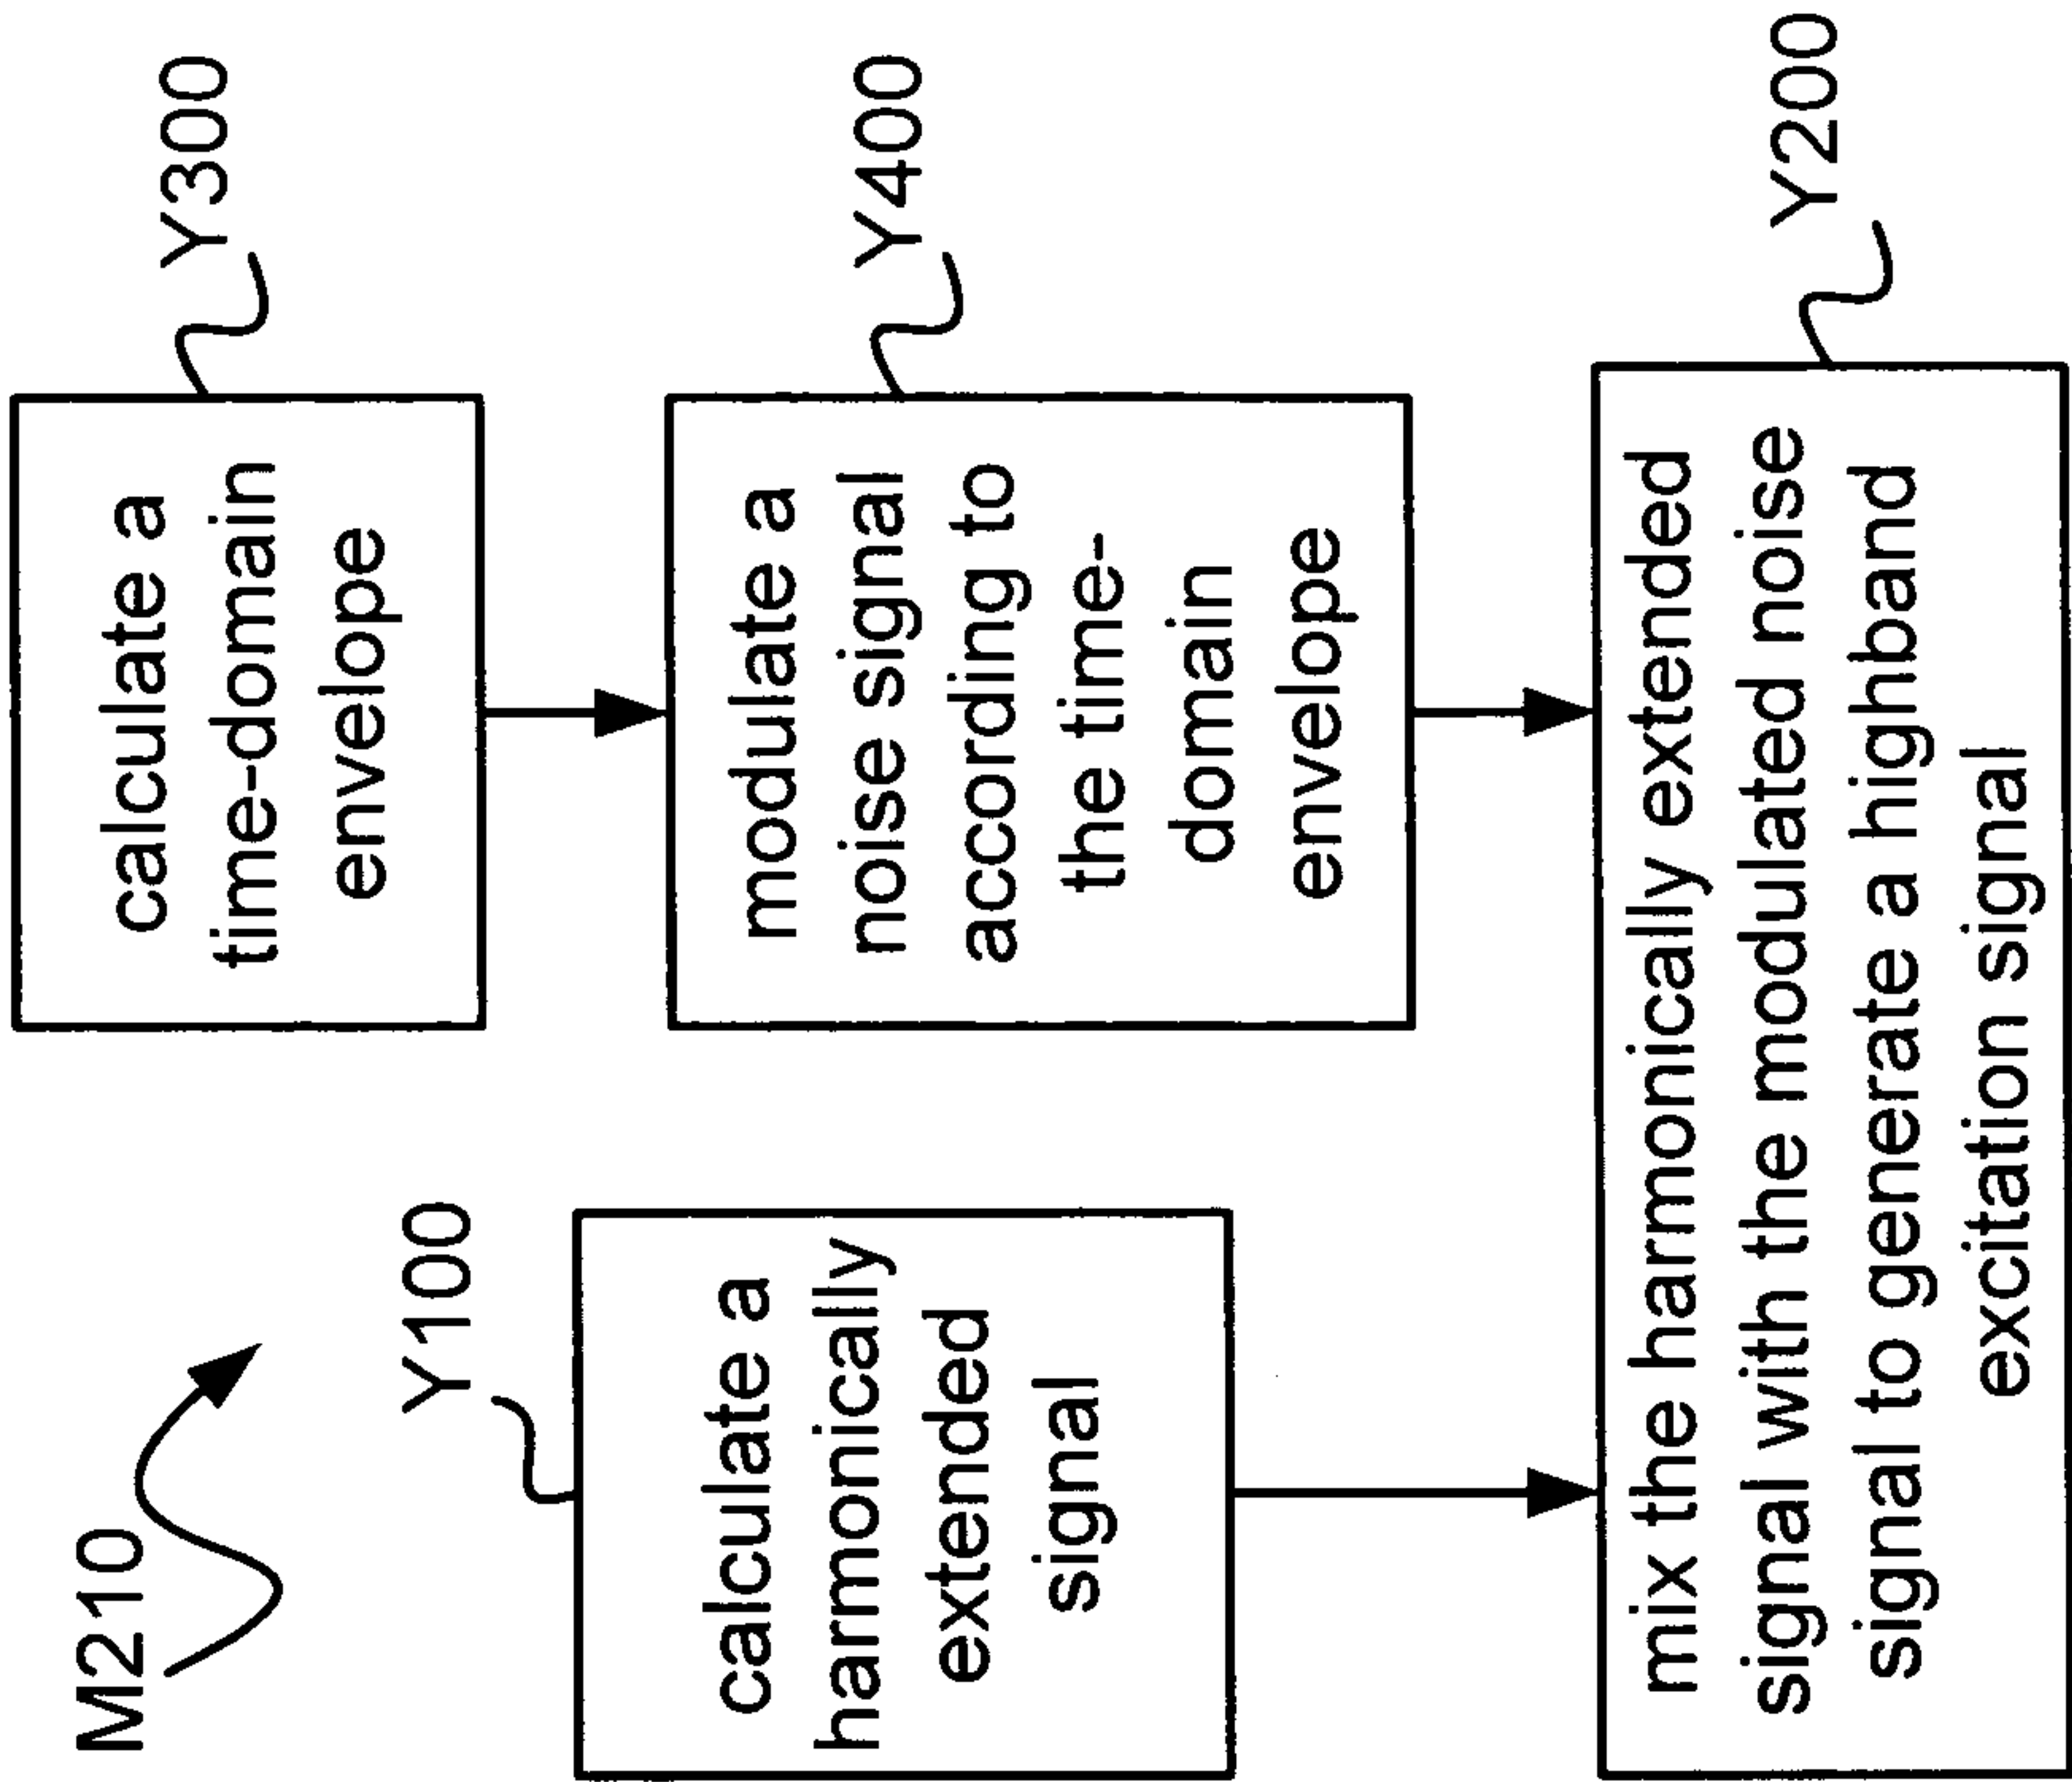 M210
Y100
calculate a
harmonically
extended
signal
calculate a
time-domain
envelope
Y300
modulate a
noise signal
according to
the time-
domain
envelope
Y400
mix the harmonically extended
signal with the modulated noise
signal to generate a highband
excitation signal
Y200